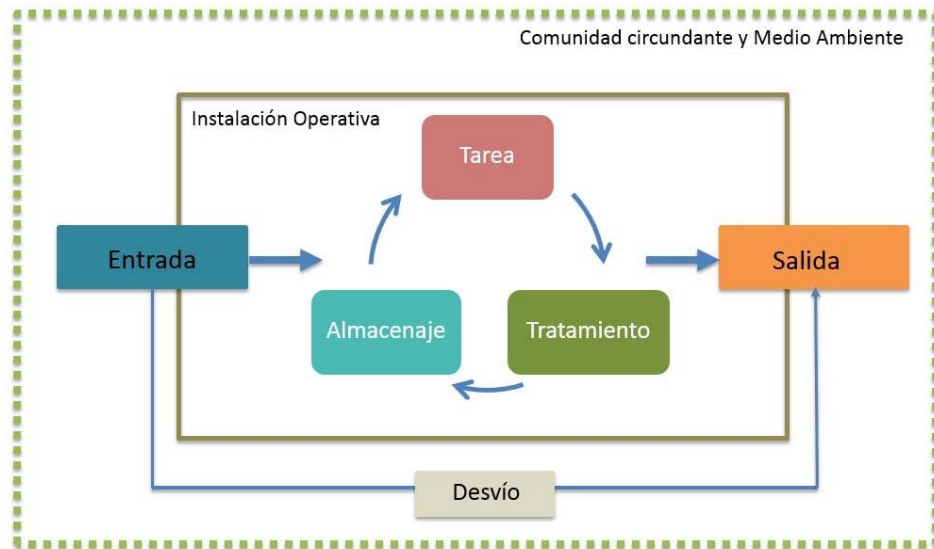 Comunidad circundante y Medio Ambiente
Instalación Operativa
Tarea
Entrada
Salida
Almacenaje
Tratamiento
Desvío